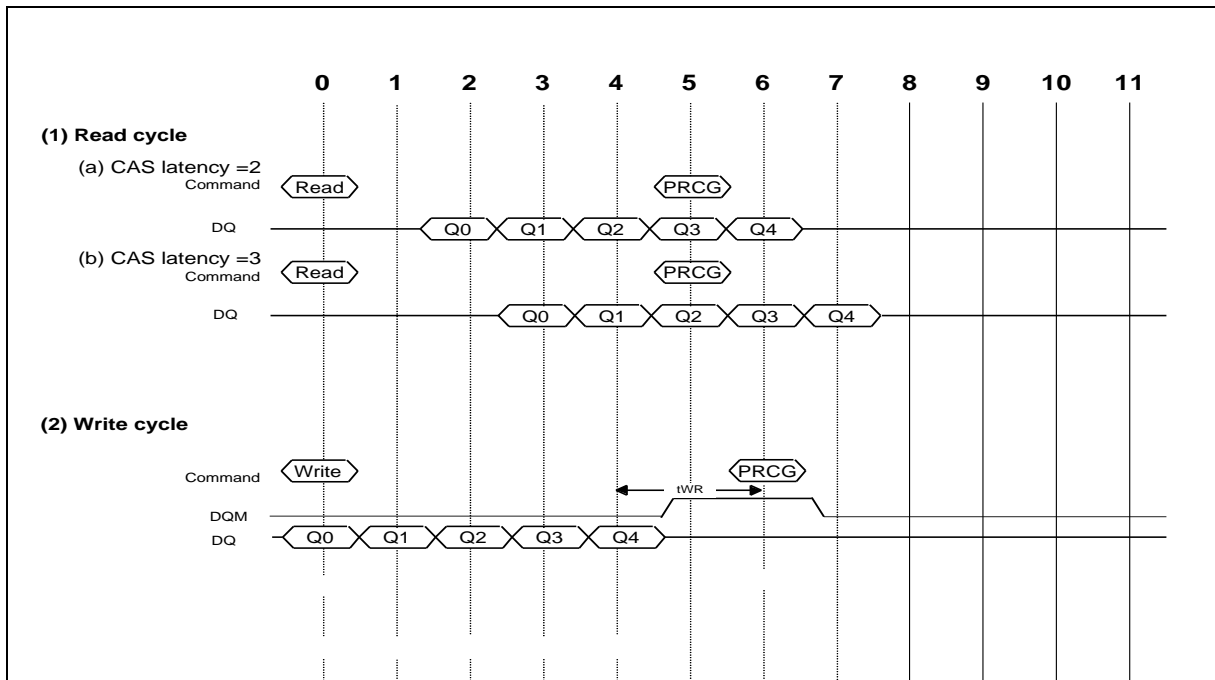 0 1 2 3 4 5 6 7 8 9 10 11
(1) Read cycle
(a) CAS latency =2
Command Read PRCG
DQ Q0 Q1 Q2 Q3 Q4
(b) CAS latency =3
Command Read PRCG
DQ Q0 Q1 Q2 Q3 Q4
(2) Write cycle
Command Write PRCG
tWR
DQM
DQ Q0 Q1 Q2 Q3 Q4